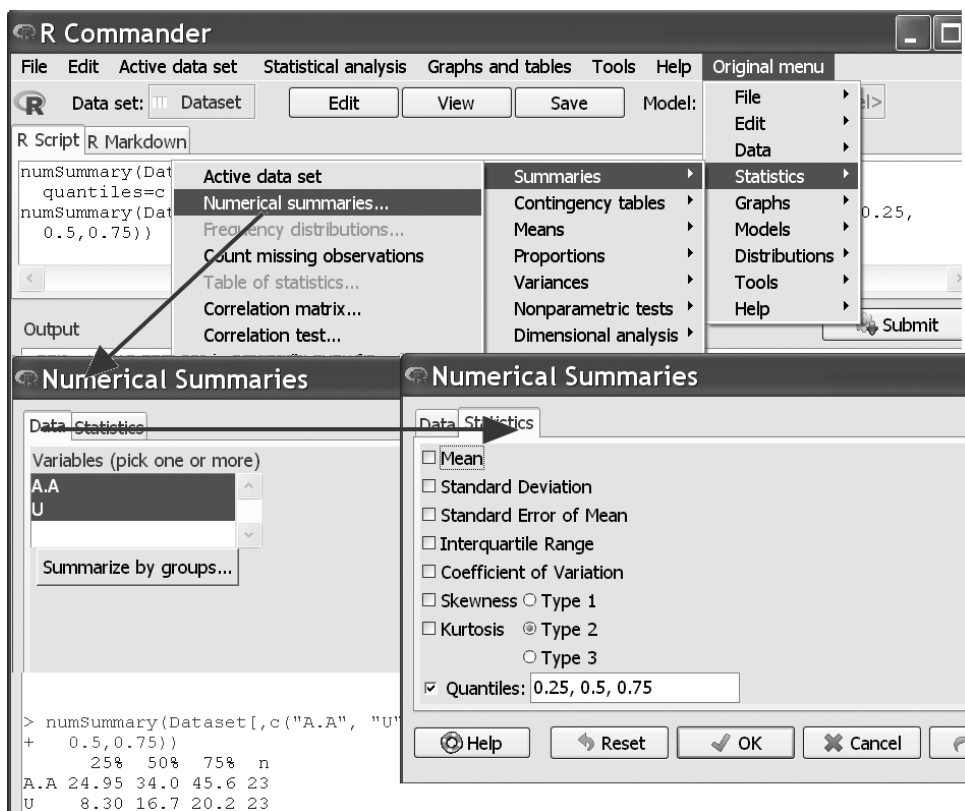 R Commander
File Edit Active data set Statistical analysis Graphs and tables Tools Help Original menu
Data set: Dataset Edit View Save Model:
R Script R Markdown
File
Edit
Data
Statistics
Graphs
Models
Distributions
Tools
Help
Summaries
Contingency tables
Means
Proportions
Variances
Nonparametric tests
Dimensional analysis
Active data set
Numerical summaries...
Frequency distributions...
Count missing observations
Table of statistics...
Correlation matrix...
Correlation test...
numSummary(Dat
quantiles=c
numSummary(Dat 0.25,
0.5,0.75))
Output
Submit
Numerical Summaries
Data Statistics
Variables (pick one or more)
A.A
U
Summarize by groups...
> numSummary(Dataset[,c("A.A", "U"
+ 0.5,0.75))
25% 50% 75% n
A.A 24.95 34.0 45.6 23
U 8.30 16.7 20.2 23
Numerical Summaries
Data Statistics
Mean
Standard Deviation
Standard Error of Mean
Interquartile Range
Coefficient of Variation
Skewness Type 1
Kurtosis Type 2
Type 3
Quantiles: 0.25, 0.5, 0.75
Help Reset OK Cancel